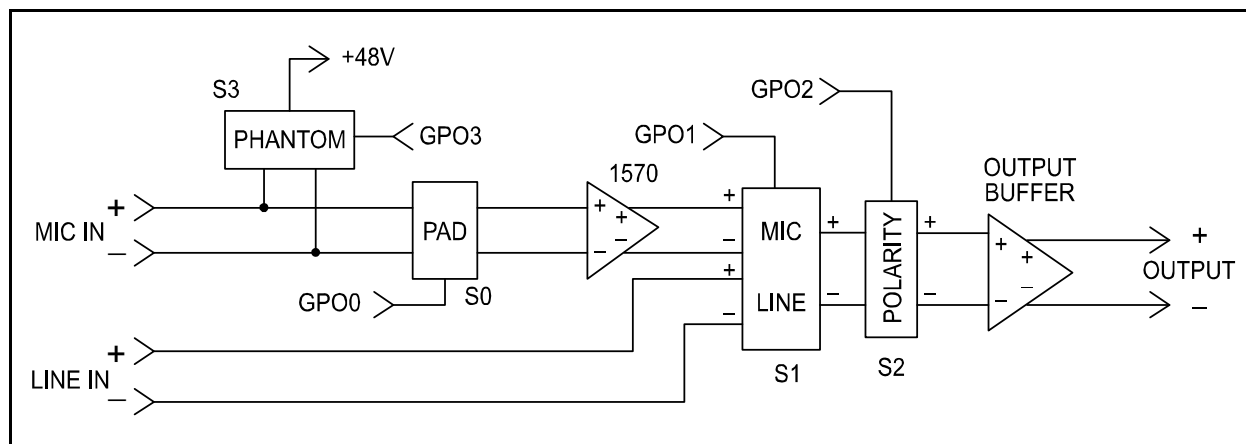 +48V
S3
PHANTOM
GPO3
GPO2
GPO1
1570
OUTPUT
BUFFER
+
MIC IN
−
PAD
GPO0
S0
+
+
−
−
+
−
+
−
MIC
LINE
S1
+
−
POLARITY
S2
+
−
+
+
−
−
+
OUTPUT
−
+
LINE IN
−